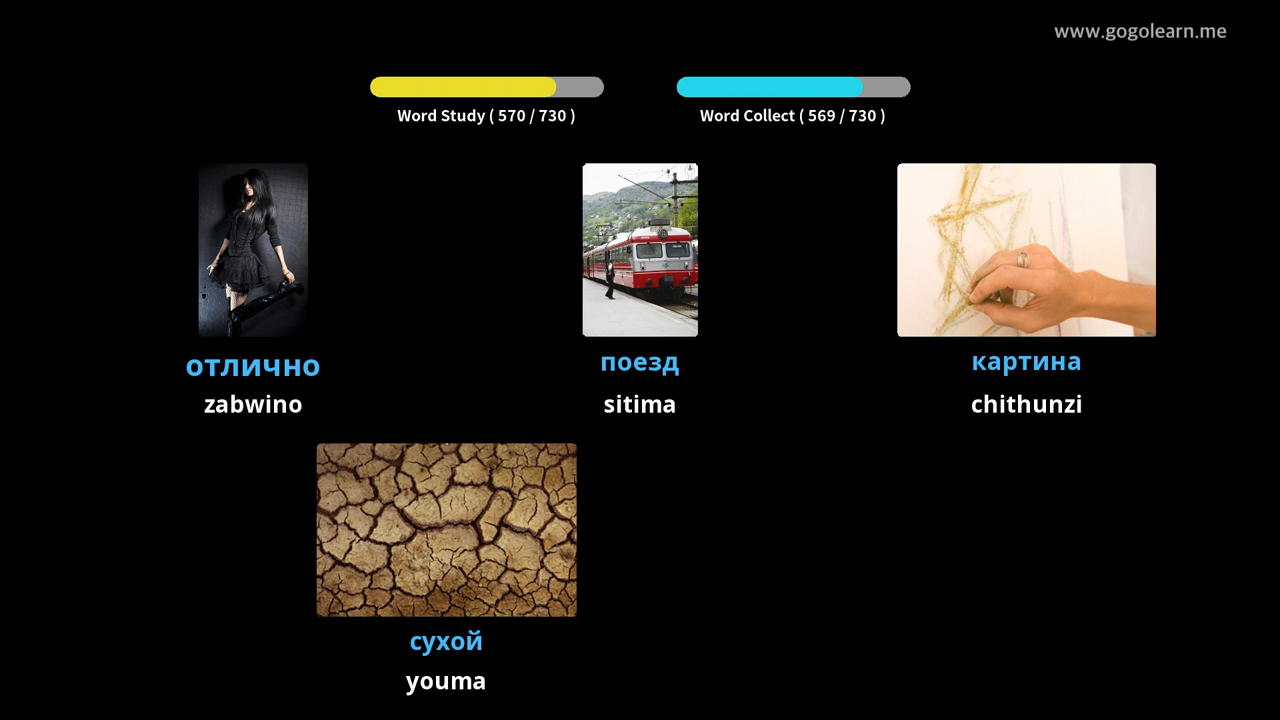 www.gogolearn.me
Word Study ( 570 / 730 )
Word Collect ( 569 / 730 )
отлично
zabwino
поезд
sitima
картина
chithunzi
сухой
youma